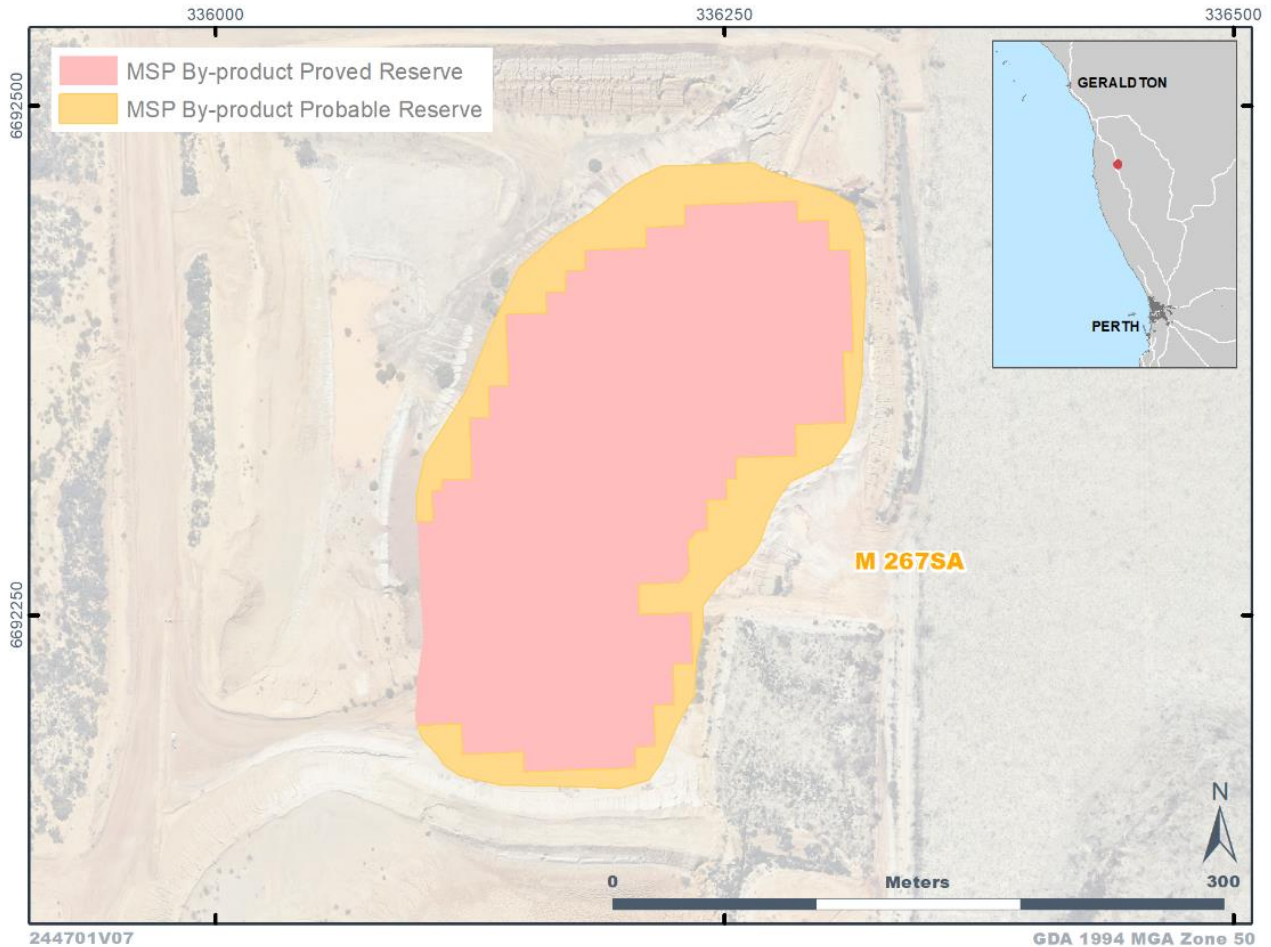 336000 336250 336500
MSP By-product Proved Reserve
MSP By-product Probable Reserve
6692500
GERALDTON
PERTH
M 267SA
6692250
N
0 Meters 300
244701V07 GDA 1994 MGA Zone 50